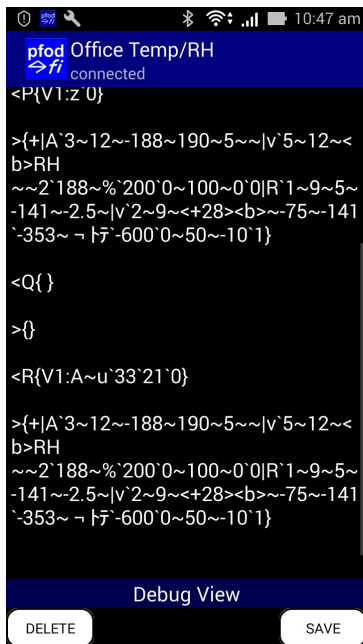 10:47 am
pfod
fi
Office Temp/RH
connected
<P{V1:z`0}
>{+|A`3~12~-188~190~5~~|v`5~12~<
b>RH
~~2`188~%`200`0~100~0`0|R`1~9~5~
-141~-2.5~|v`2~9~<+28><b>~-75~-141
`-353~ ¬ トテ`-600`0~50~-10`1}
<Q{ }
>{}
<R{V1:A~u`33`21`0}
>{+|A`3~12~-188~190~5~~|v`5~12~<
b>RH
~~2`188~%`200`0~100~0`0|R`1~9~5~
-141~-2.5~|v`2~9~<+28><b>~-75~-141
`-353~ ¬ トテ`-600`0~50~-10`1}
Debug View
DELETE
SAVE